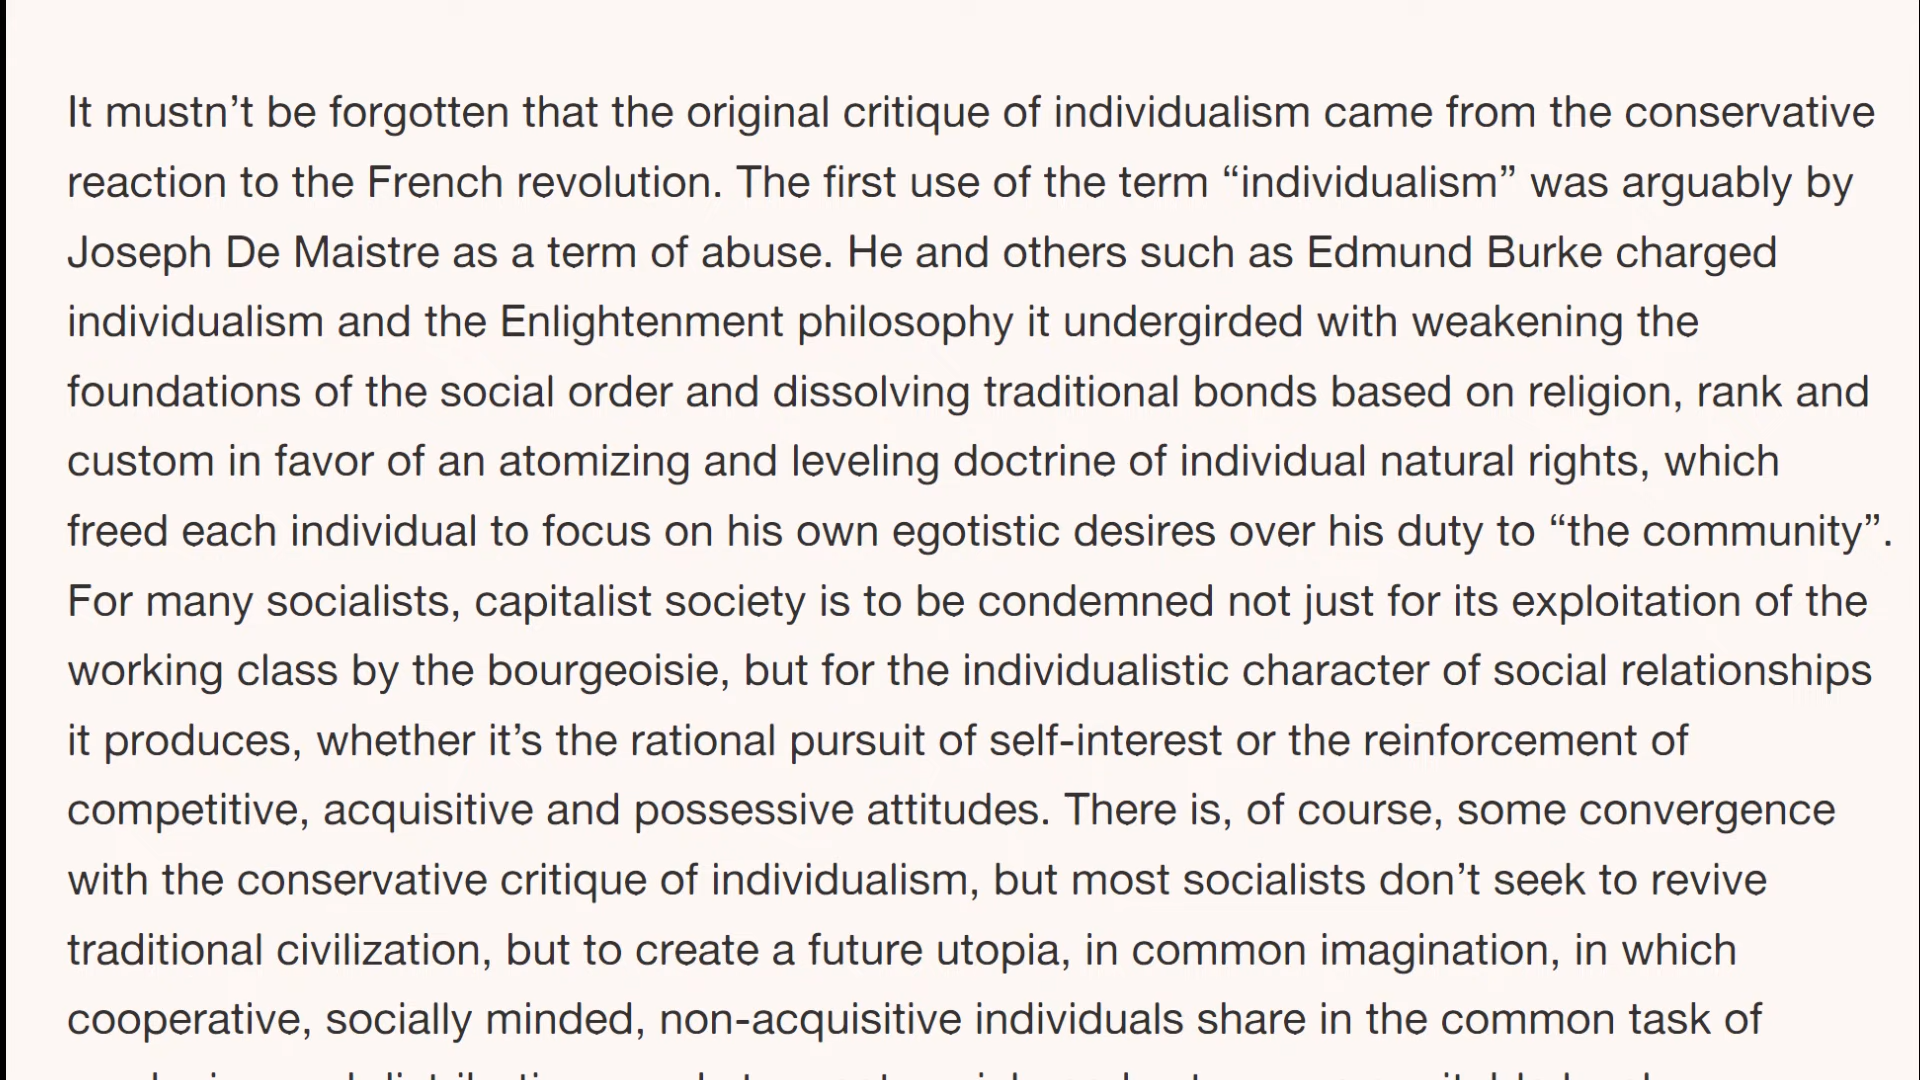 It mustn’t be forgotten that the original critique of individualism came from the conservative
reaction to the French revolution. The first use of the term “individualism” was arguably by
Joseph De Maistre as a term of abuse. He and others such as Edmund Burke charged
individualism and the Enlightenment philosophy it undergirded with weakening the
foundations of the social order and dissolving traditional bonds based on religion, rank and
custom in favor of an atomizing and leveling doctrine of individual natural rights, which
freed each individual to focus on his own egotistic desires over his duty to “the community”.
For many socialists, capitalist society is to be condemned not just for its exploitation of the
working class by the bourgeoisie, but for the individualistic character of social relationships
it produces, whether it’s the rational pursuit of self-interest or the reinforcement of
competitive, acquisitive and possessive attitudes. There is, of course, some convergence
with the conservative critique of individualism, but most socialists don’t seek to revive
traditional civilization, but to create a future utopia, in common imagination, in which
cooperative, socially minded, non-acquisitive individuals share in the common task of